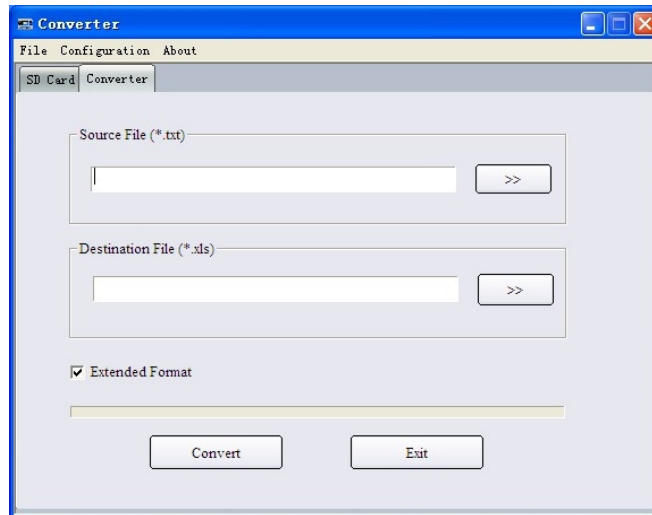 Converter
File Configuration About
SD Card Converter
Source File (*.txt)
>>
Destination File (*.xls)
>>
Extended Format
Convert Exit